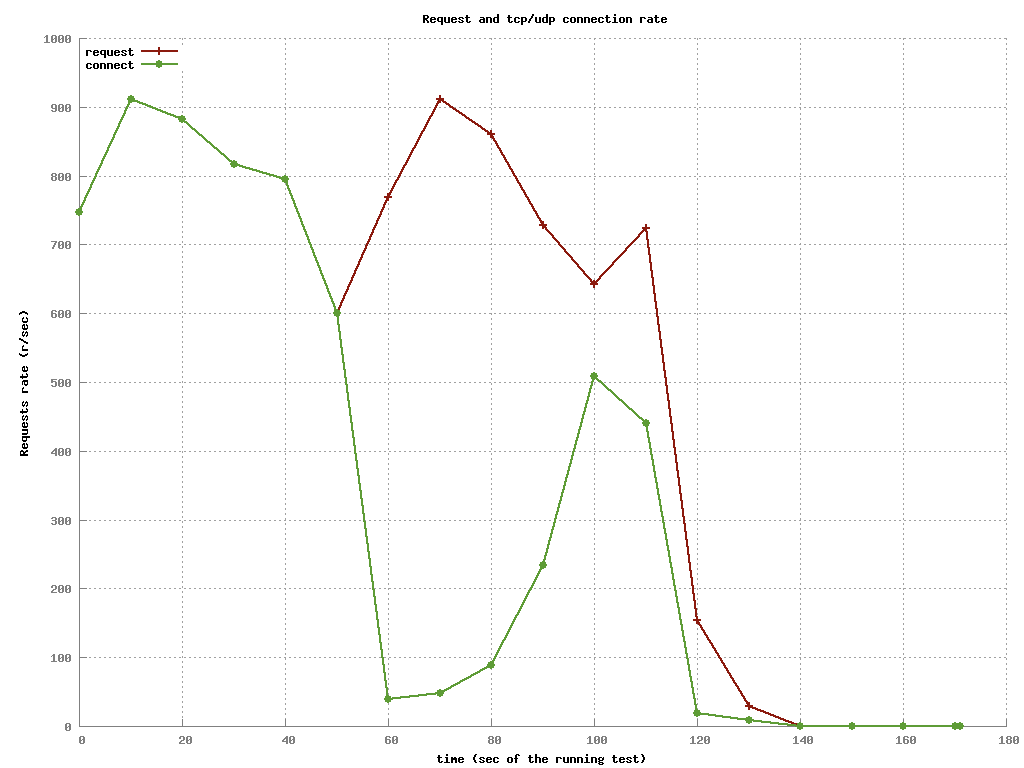 Request and tcp/udp connection rate
request
connect
1000
900
800
700
600
500
400
300
200
100
0
Requests rate (r/sec)
0 20 40 60 80 100 120 140 160 180
time (sec of the running test)